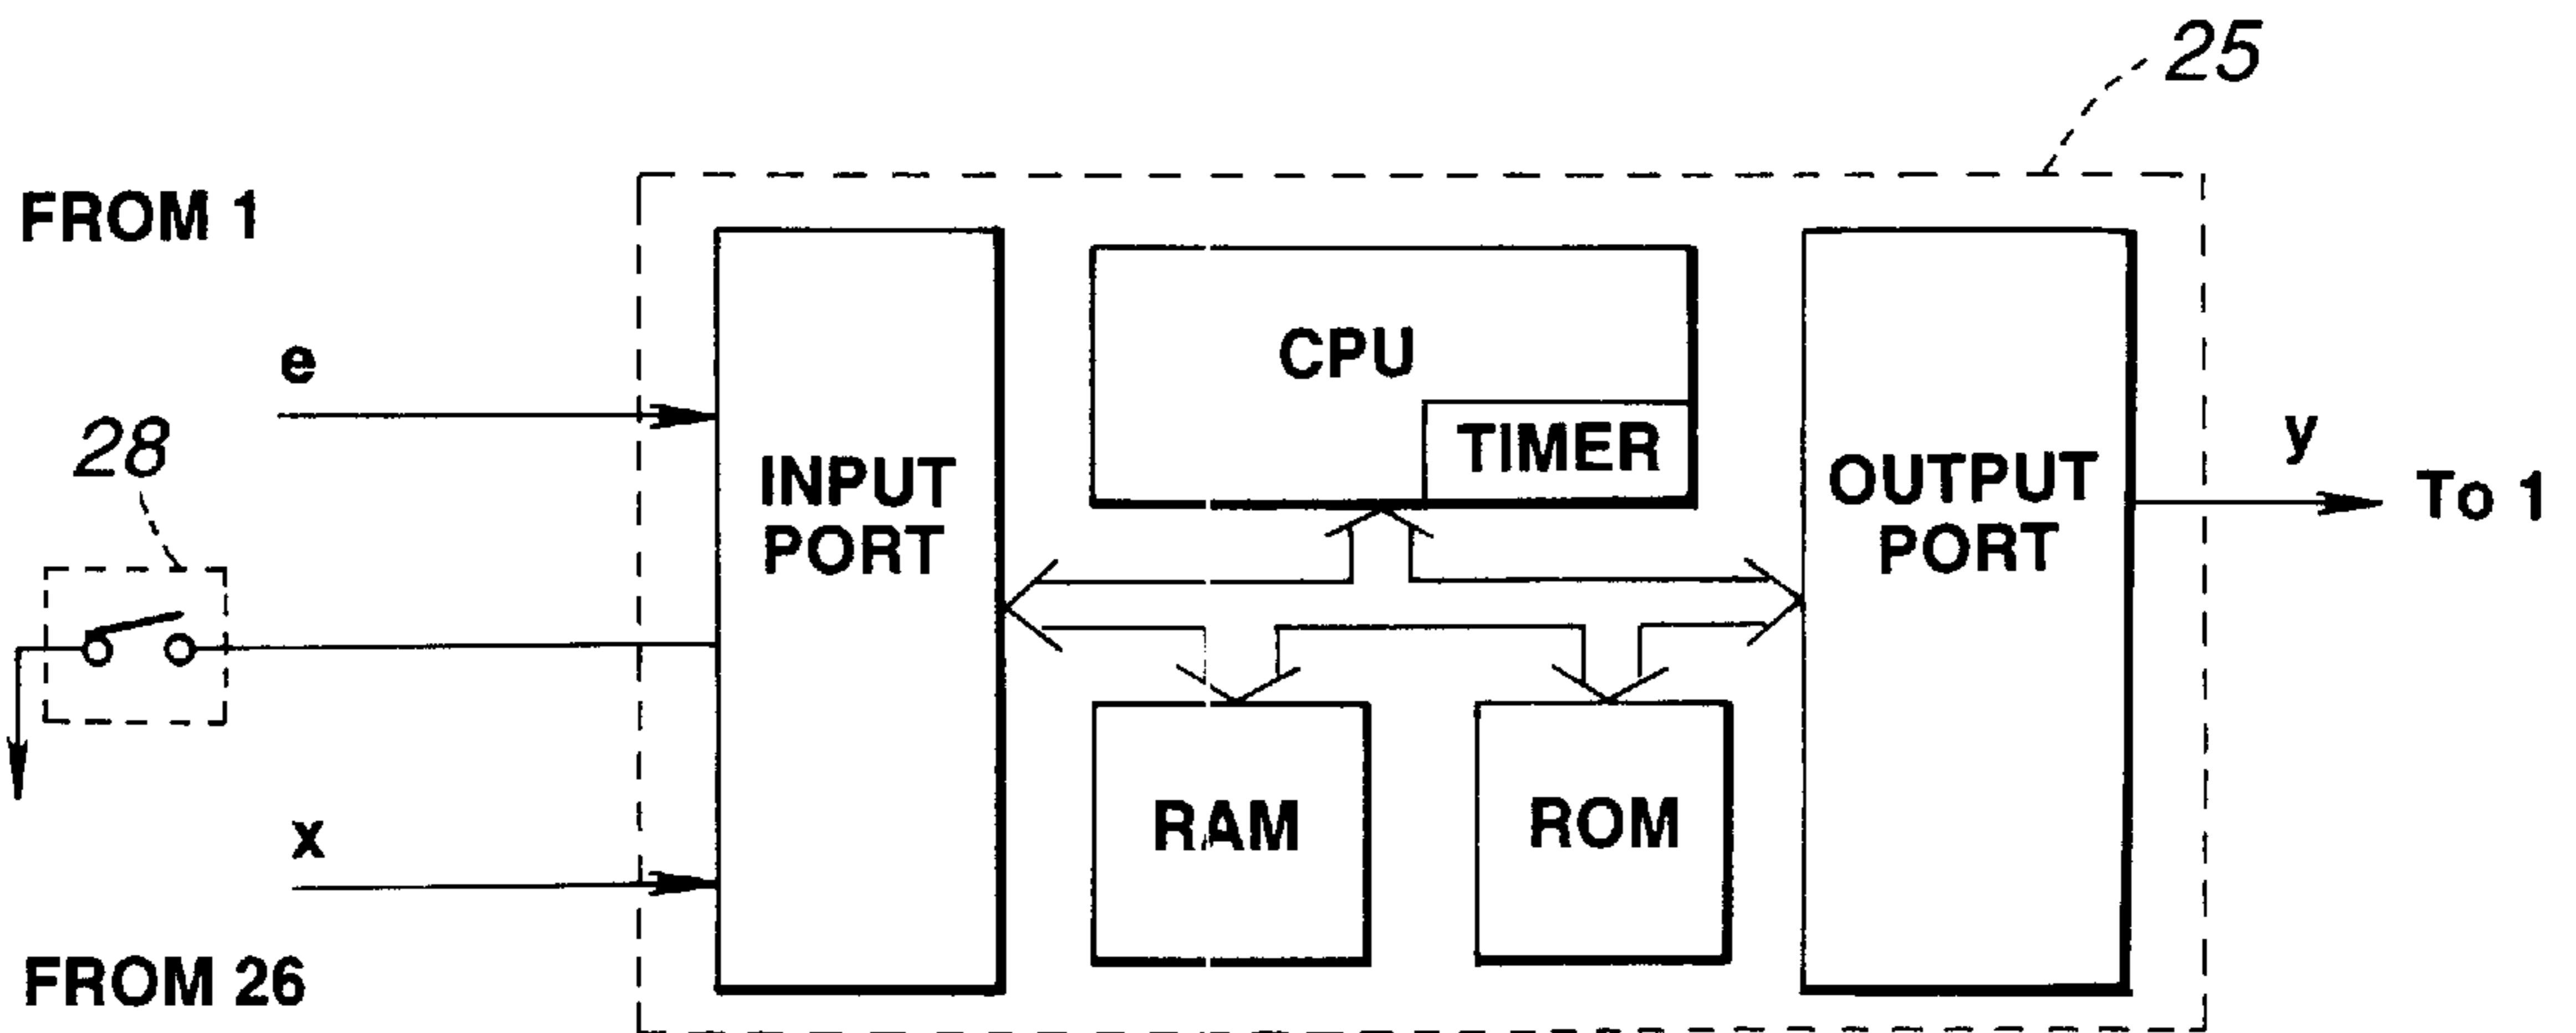 25
FROM 1
e
28
INPUT
PORT
CPU
TIMER
OUTPUT
PORT
y
To 1
x
RAM
ROM
FROM 26